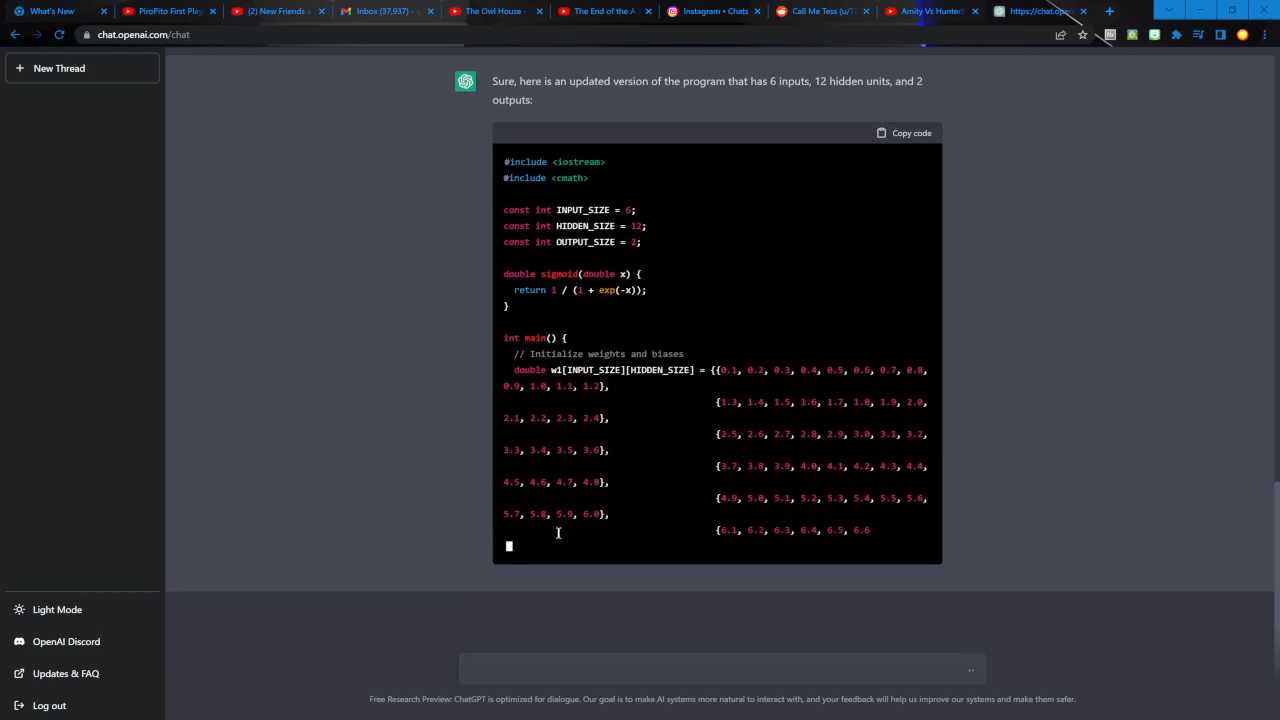 What's New
PiroPito First Play
(2) New Friends a
Inbox (37,937) -
The Owl House -
The End of the A
Instagram • Chats
Call Me Tess (u/T
Amity Vs Hunter!
https://chat.open
chat.openai.com/chat
New Thread
Sure, here is an updated version of the program that has 6 inputs, 12 hidden units, and 2
outputs:
Copy code
#include <iostream>
#include <cmath>
const int INPUT_SIZE = 6;
const int HIDDEN_SIZE = 12;
const int OUTPUT_SIZE = 2;
double sigmoid(double x) {
return 1 / (1 + exp(-x));
}
int main() {
// Initialize weights and biases
double w1[INPUT_SIZE][HIDDEN_SIZE] = {{0.1, 0.2, 0.3, 0.4, 0.5, 0.6, 0.7, 0.8,
0.9, 1.0, 1.1, 1.2},
{1.3, 1.4, 1.5, 1.6, 1.7, 1.8, 1.9, 2.0,
2.1, 2.2, 2.3, 2.4},
{2.5, 2.6, 2.7, 2.8, 2.9, 3.0, 3.1, 3.2,
3.3, 3.4, 3.5, 3.6},
{3.7, 3.8, 3.9, 4.0, 4.1, 4.2, 4.3, 4.4,
4.5, 4.6, 4.7, 4.8},
{4.9, 5.0, 5.1, 5.2, 5.3, 5.4, 5.5, 5.6,
5.7, 5.8, 5.9, 6.0},
{6.1, 6.2, 6.3, 6.4, 6.5, 6.6
Light Mode
OpenAI Discord
Updates & FAQ
Log out
Free Research Preview: ChatGPT is optimized for dialogue. Our goal is to make AI systems more natural to interact with, and your feedback will help us improve our systems and make them safer.